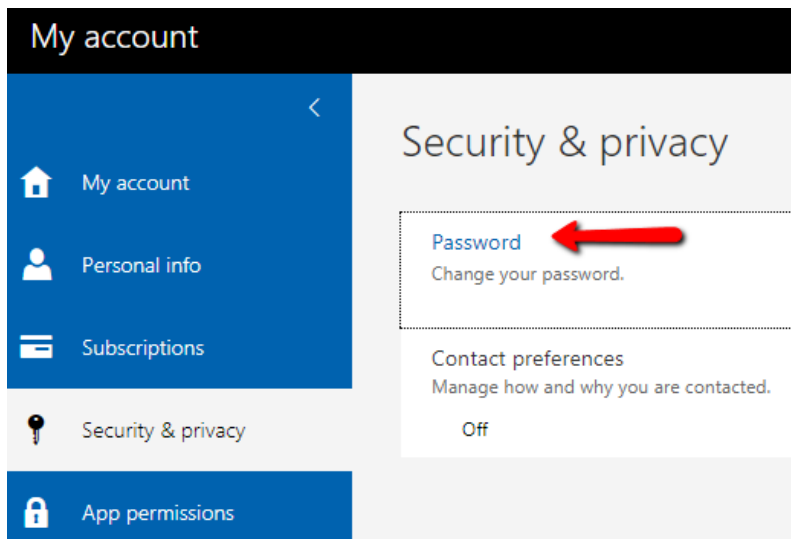 My account
My account
Personal info
Subscriptions
Security & privacy
App permissions
Security & privacy
Password
Change your password.
Contact preferences
Manage how and why you are contacted.
Off